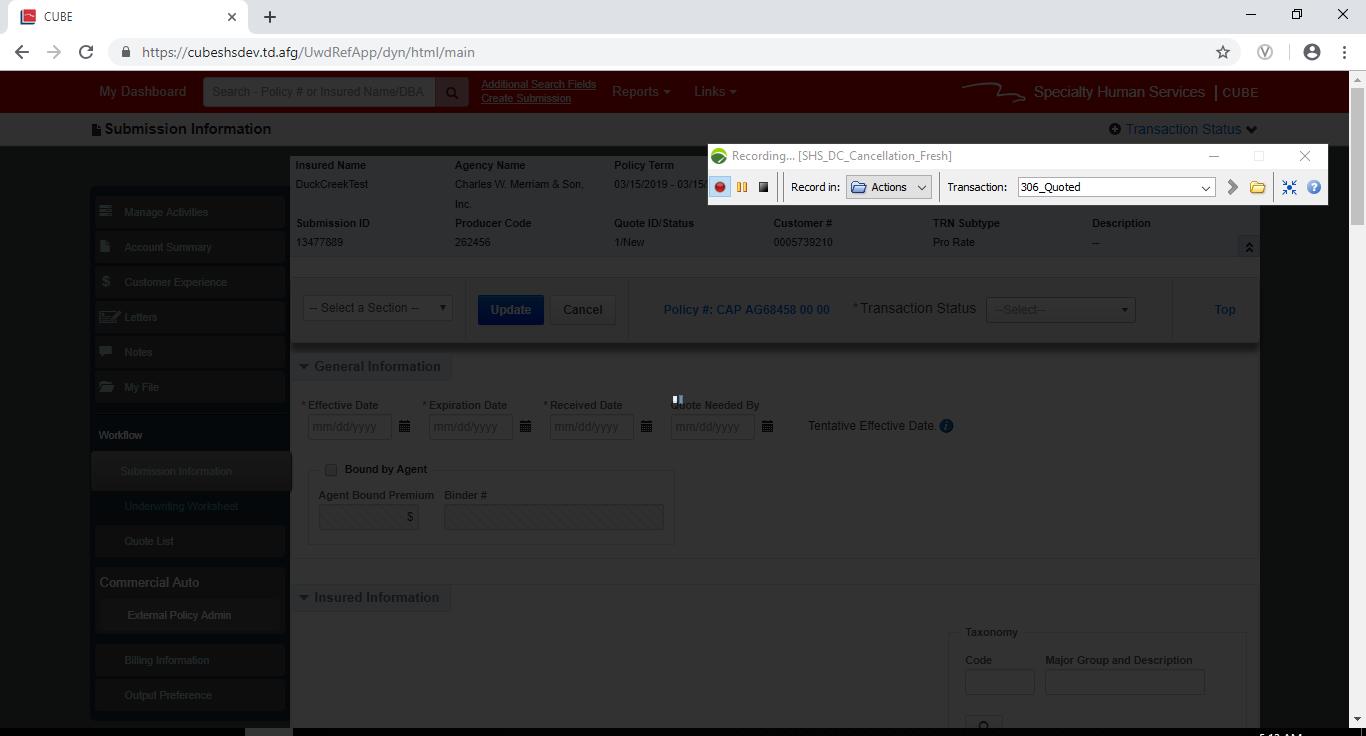 CUBE
https://cubeshsdev.td.afg/UwdRefApp/dyn/html/main
My Dashboard
Search - Policy # or Insured Name/DBA
Additional Search Fields
Create Submission
Reports
Links
Specialty Human Services | CUBE
Submission Information
Transaction Status
Recording... [SHS_DC_Cancellation_Fresh]
Record in:
Actions
Transaction:
306_Quoted
Insured Name
Agency Name
Policy Term
DuckCreekTest
Charles W. Merriam & Son,
Inc.
03/15/2019 - 03/15/
Submission ID
Producer Code
Quote ID/Status
Customer #
TRN Subtype
Description
13477889
262456
1/New
0005739210
Pro Rate
--
Manage Activities
Account Summary
$ Customer Experience
Letters
Notes
My File
Workflow
Submission Information
Underwriting Worksheet
Quote List
Commercial Auto
External Policy Admin
Billing Information
Output Preference
-- Select a Section --
Update
Cancel
Policy #: CAP AG68458 00 00
*Transaction Status
--Select--
Top
General Information
*Effective Date
*Expiration Date
*Received Date
Quote Needed By
mm/dd/yyyy
mm/dd/yyyy
mm/dd/yyyy
mm/dd/yyyy
Tentative Effective Date.
Bound by Agent
Agent Bound Premium
Binder #
$
Insured Information
Taxonomy
Code
Major Group and Description
5:13 AM